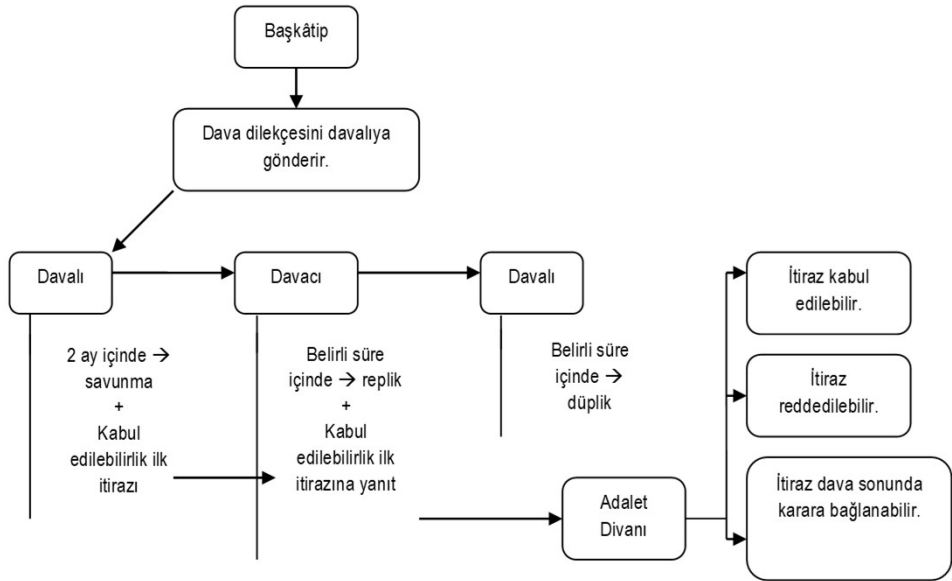 Başkâtip
Dava dilekçesini davalıya
gönderir.
Davalı
Davacı
Davalı
2 ay içinde →
savunma
+
Kabul
edilebilirlik ilk
itirazı
Belirli süre
içinde → replik
+
Kabul
edilebilirlik ilk
itirazına yanıt
Belirli süre
içinde →
düplik
Adalet
Divanı
İtiraz kabul
edilebilir.
İtiraz
reddedilebilir.
İtiraz dava sonunda
karara bağlanabilir.